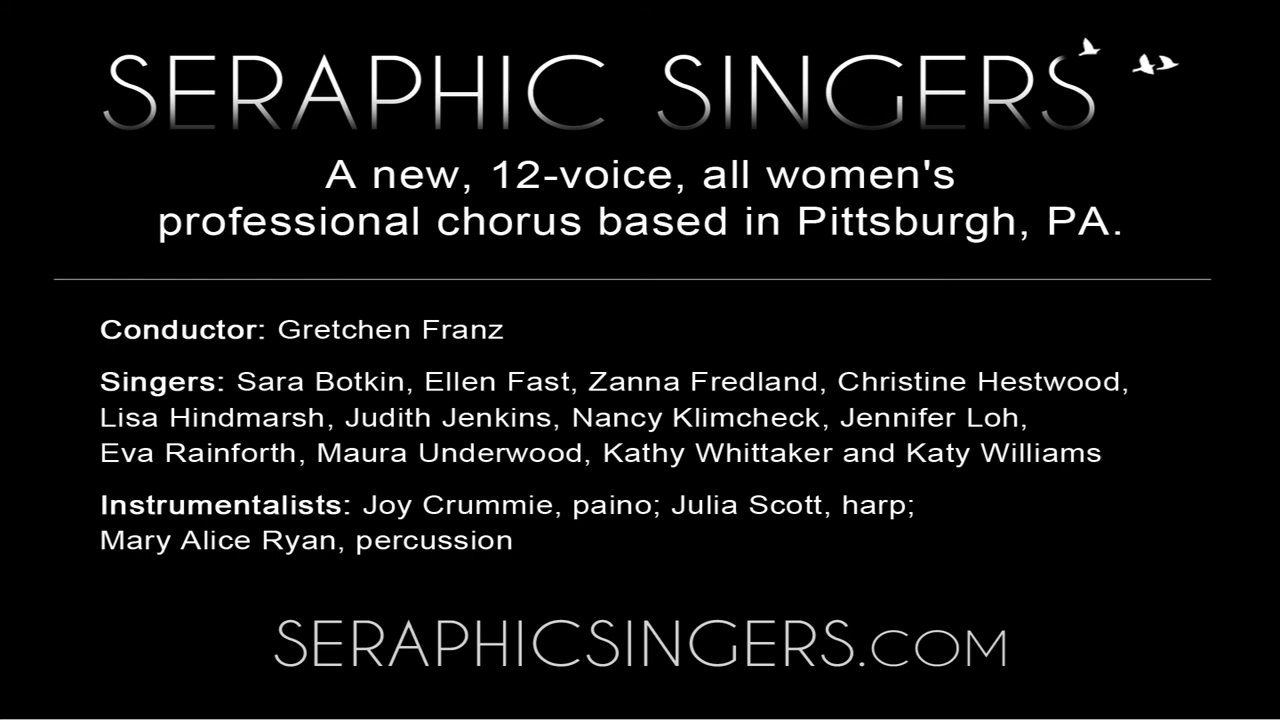 SERAPHIC SINGERS
A new, 12-voice, all women's
professional chorus based in Pittsburgh, PA.
Conductor: Gretchen Franz
Singers: Sara Botkin, Ellen Fast, Zanna Fredland, Christine Hestwood,
Lisa Hindmarsh, Judith Jenkins, Nancy Klimcheck, Jennifer Loh,
Eva Rainforth, Maura Underwood, Kathy Whittaker and Katy Williams
Instrumentalists: Joy Crummie, paino; Julia Scott, harp;
Mary Alice Ryan, percussion
SERAPHICSINGERS.COM